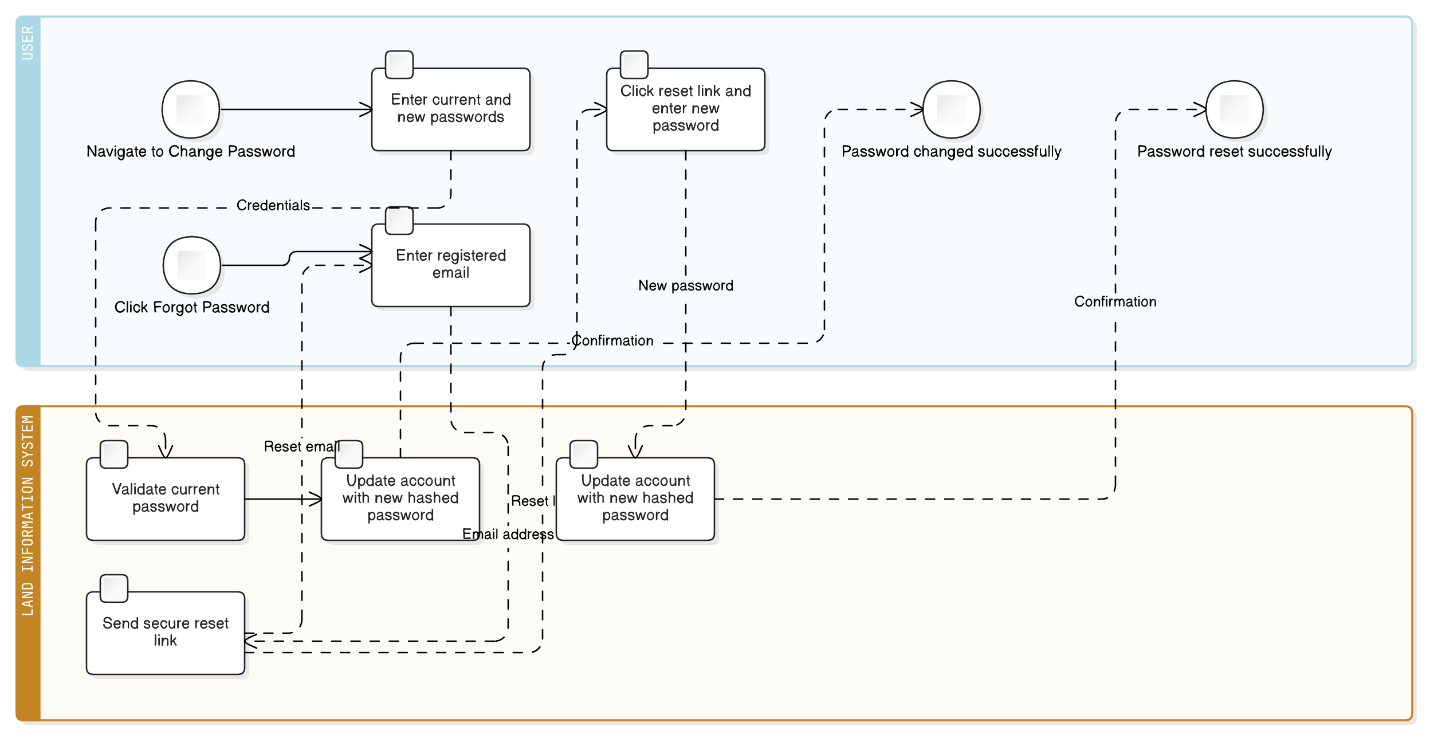 USER
Navigate to Change Password
Enter current and
new passwords
Click reset link and
enter new
password
Password changed successfully
Password reset successfully
Credentials
Click Forgot Password
Enter registered
email
New password
Confirmation
Confirmation
LAND INFORMATION SYSTEM
Reset email
Validate current
password
Update account
with new hashed
password
Reset l
Email address
Update account
with new hashed
password
Send secure reset
link